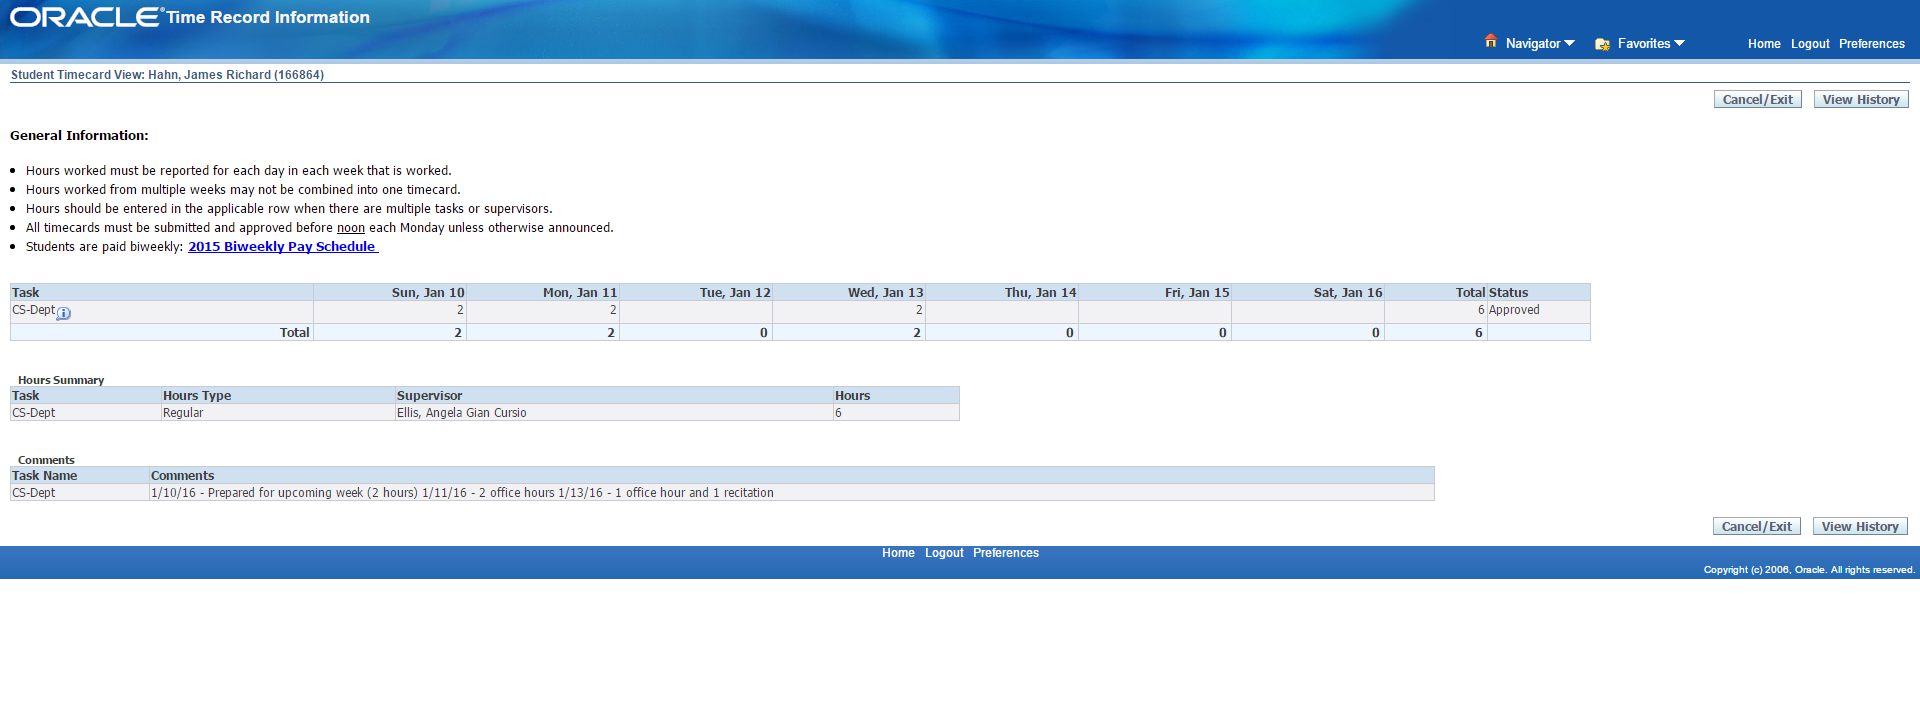 ORACLE® Time Record Information
Navigator Favorites Home Logout Preferences
Student Timecard View: Hahn, James Richard (166864)
Cancel/Exit View History
General Information:
Hours worked must be reported for each day in each week that is worked.
Hours worked from multiple weeks may not be combined into one timecard.
Hours should be entered in the applicable row when there are multiple tasks or supervisors.
All timecards must be submitted and approved before noon each Monday unless otherwise announced.
Students are paid biweekly: 2015 Biweekly Pay Schedule
Task Sun, Jan 10 Mon, Jan 11 Tue, Jan 12 Wed, Jan 13 Thu, Jan 14 Fri, Jan 15 Sat, Jan 16 Total Status
CS-Dept 2 2 2 6 Approved
Total 2 2 0 2 0 0 0 6
Hours Summary
Task Hours Type Supervisor Hours
CS-Dept Regular Ellis, Angela Gian Cursio 6
Comments
Task Name Comments
CS-Dept 1/10/16 - Prepared for upcoming week (2 hours) 1/11/16 - 2 office hours 1/13/16 - 1 office hour and 1 recitation
Cancel/Exit View History
Home Logout Preferences
Copyright (c) 2006, Oracle. All rights reserved.